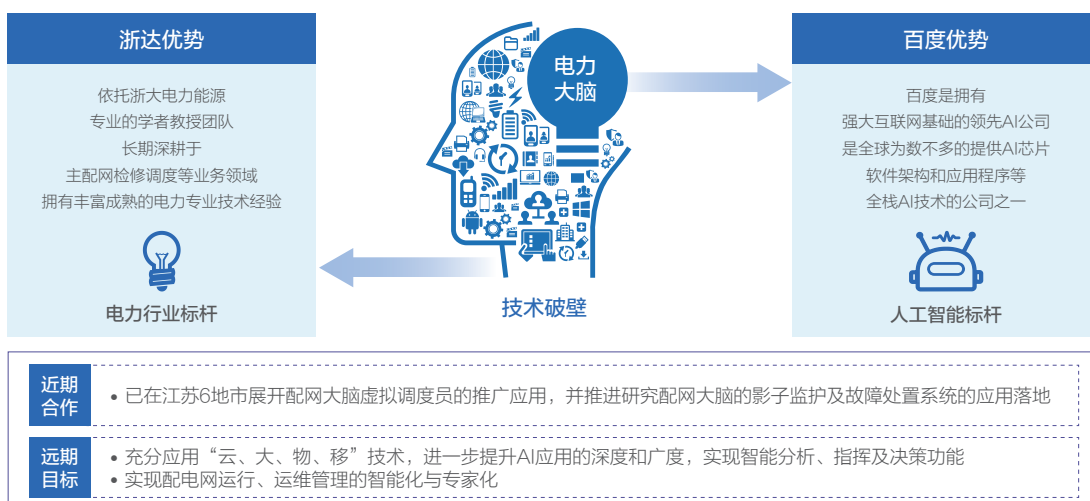 浙达优势
依托浙大电力能源
专业的学者教授团队
长期深耕于
主配网检修调度等业务领域
拥有丰富成熟的电力专业技术经验
电力行业标杆
电力
大脑
技术破壁
百度优势
百度是拥有
强大互联网基础的领先AI公司
是全球为数不多的提供AI芯片
软件架构和应用程序等
全栈AI技术的公司之一
人工智能标杆
近期
合作
• 已在江苏6地市展开配网大脑虚拟调度员的推广应用，并推进研究配网大脑的影子监护及故障处置系统的应用落地
远期
目标
• 充分应用“云、大、物、移”技术，进一步提升AI应用的深度和广度，实现智能分析、指挥及决策功能
• 实现配电网运行、运维管理的智能化与专家化